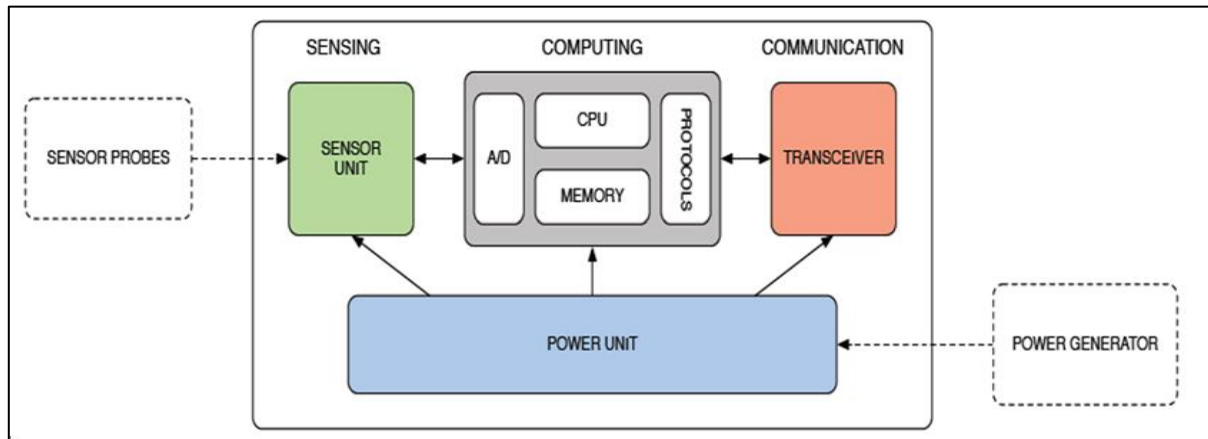 SENSING
COMPUTING
COMMUNICATION
SENSOR PROBES
SENSOR
UNIT
A/D
CPU
MEMORY
PROTOCOLS
TRANSCEIVER
POWER UNIT
POWER GENERATOR